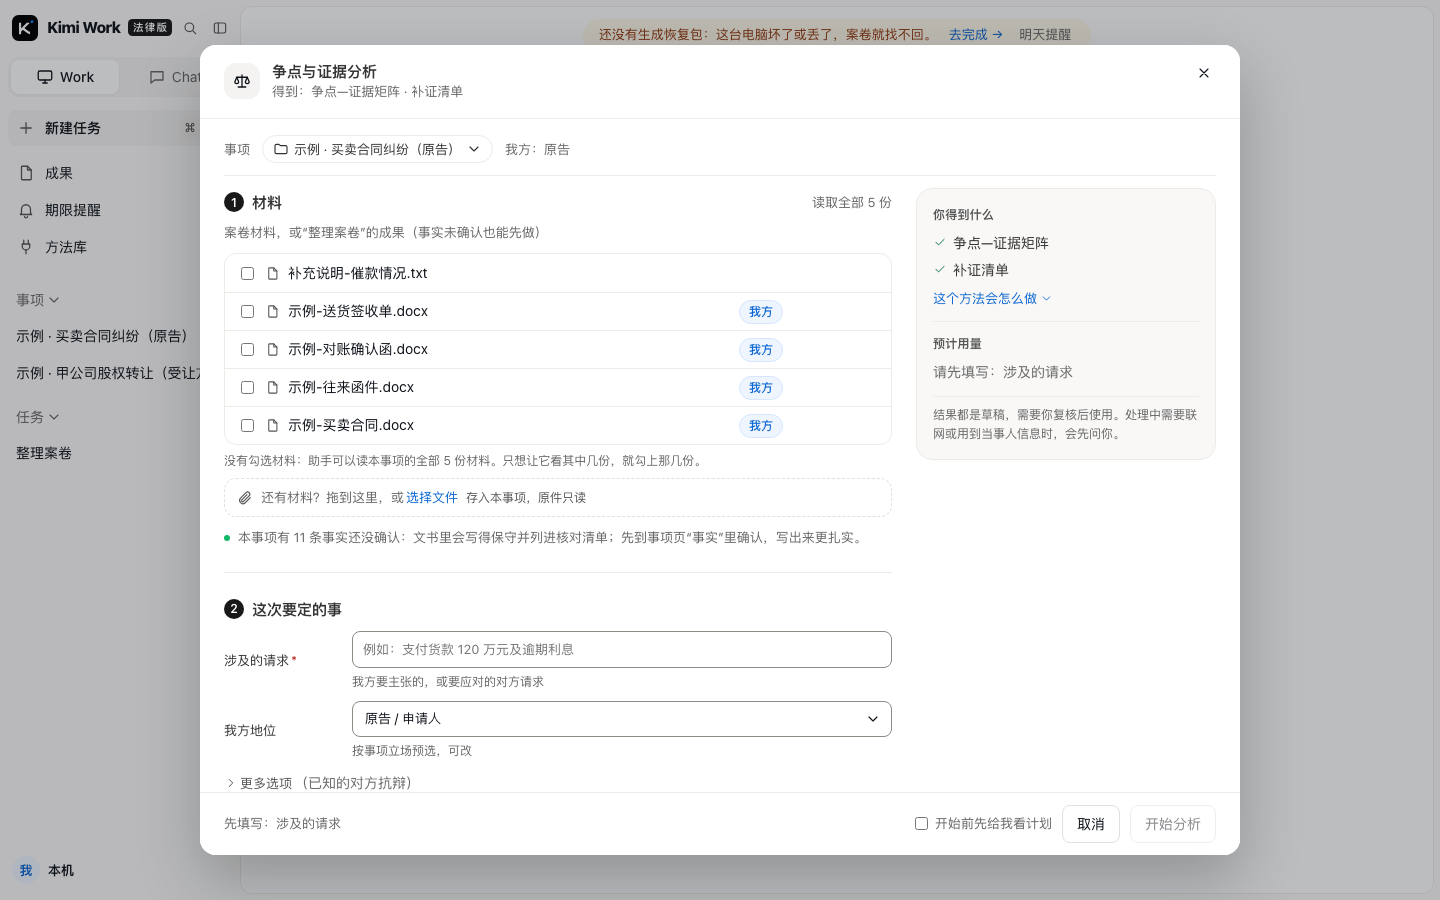 Kimi Work 法律版
Work
Chat
新建任务 ⌘
成果
期限提醒
方法库
事项
示例 · 买卖合同纠纷（原告）
示例 · 甲公司股权转让（受让
任务
整理案卷
我 本机
还没有生成恢复包：这台电脑坏了或丢了，案卷就找不回。 去完成 → 明天提醒
争点与证据分析
得到：争点—证据矩阵 · 补证清单
事项 示例 · 买卖合同纠纷（原告） 我方：原告
1 材料 读取全部 5 份
案卷材料，或“整理案卷”的成果（事实未确认也能先做）
补充说明-催款情况.txt
示例-送货签收单.docx 我方
示例-对账确认函.docx 我方
示例-往来函件.docx 我方
示例-买卖合同.docx 我方
没有勾选材料：助手可以读本事项的全部 5 份材料。只想让它看其中几份，就勾上那几份。
还有材料？拖到这里，或 选择文件 存入本事项，原件只读
本事项有 11 条事实还没确认：文书里会写得保守并列进核对清单；先到事项页“事实”里确认，写出来更扎实。
2 这次要定的事
涉及的请求 *
例如：支付货款 120 万元及逾期利息
我方要主张的，或要应对的对方请求
我方地位
原告 / 申请人
按事项立场预选，可改
更多选项 （已知的对方抗辩）
你得到什么
争点—证据矩阵
补证清单
这个方法会怎么做
预计用量
请先填写：涉及的请求
结果都是草稿，需要你复核后使用。处理中需要联
网或用到当事人信息时，会先问你。
先填写：涉及的请求
开始前先给我看计划
取消
开始分析